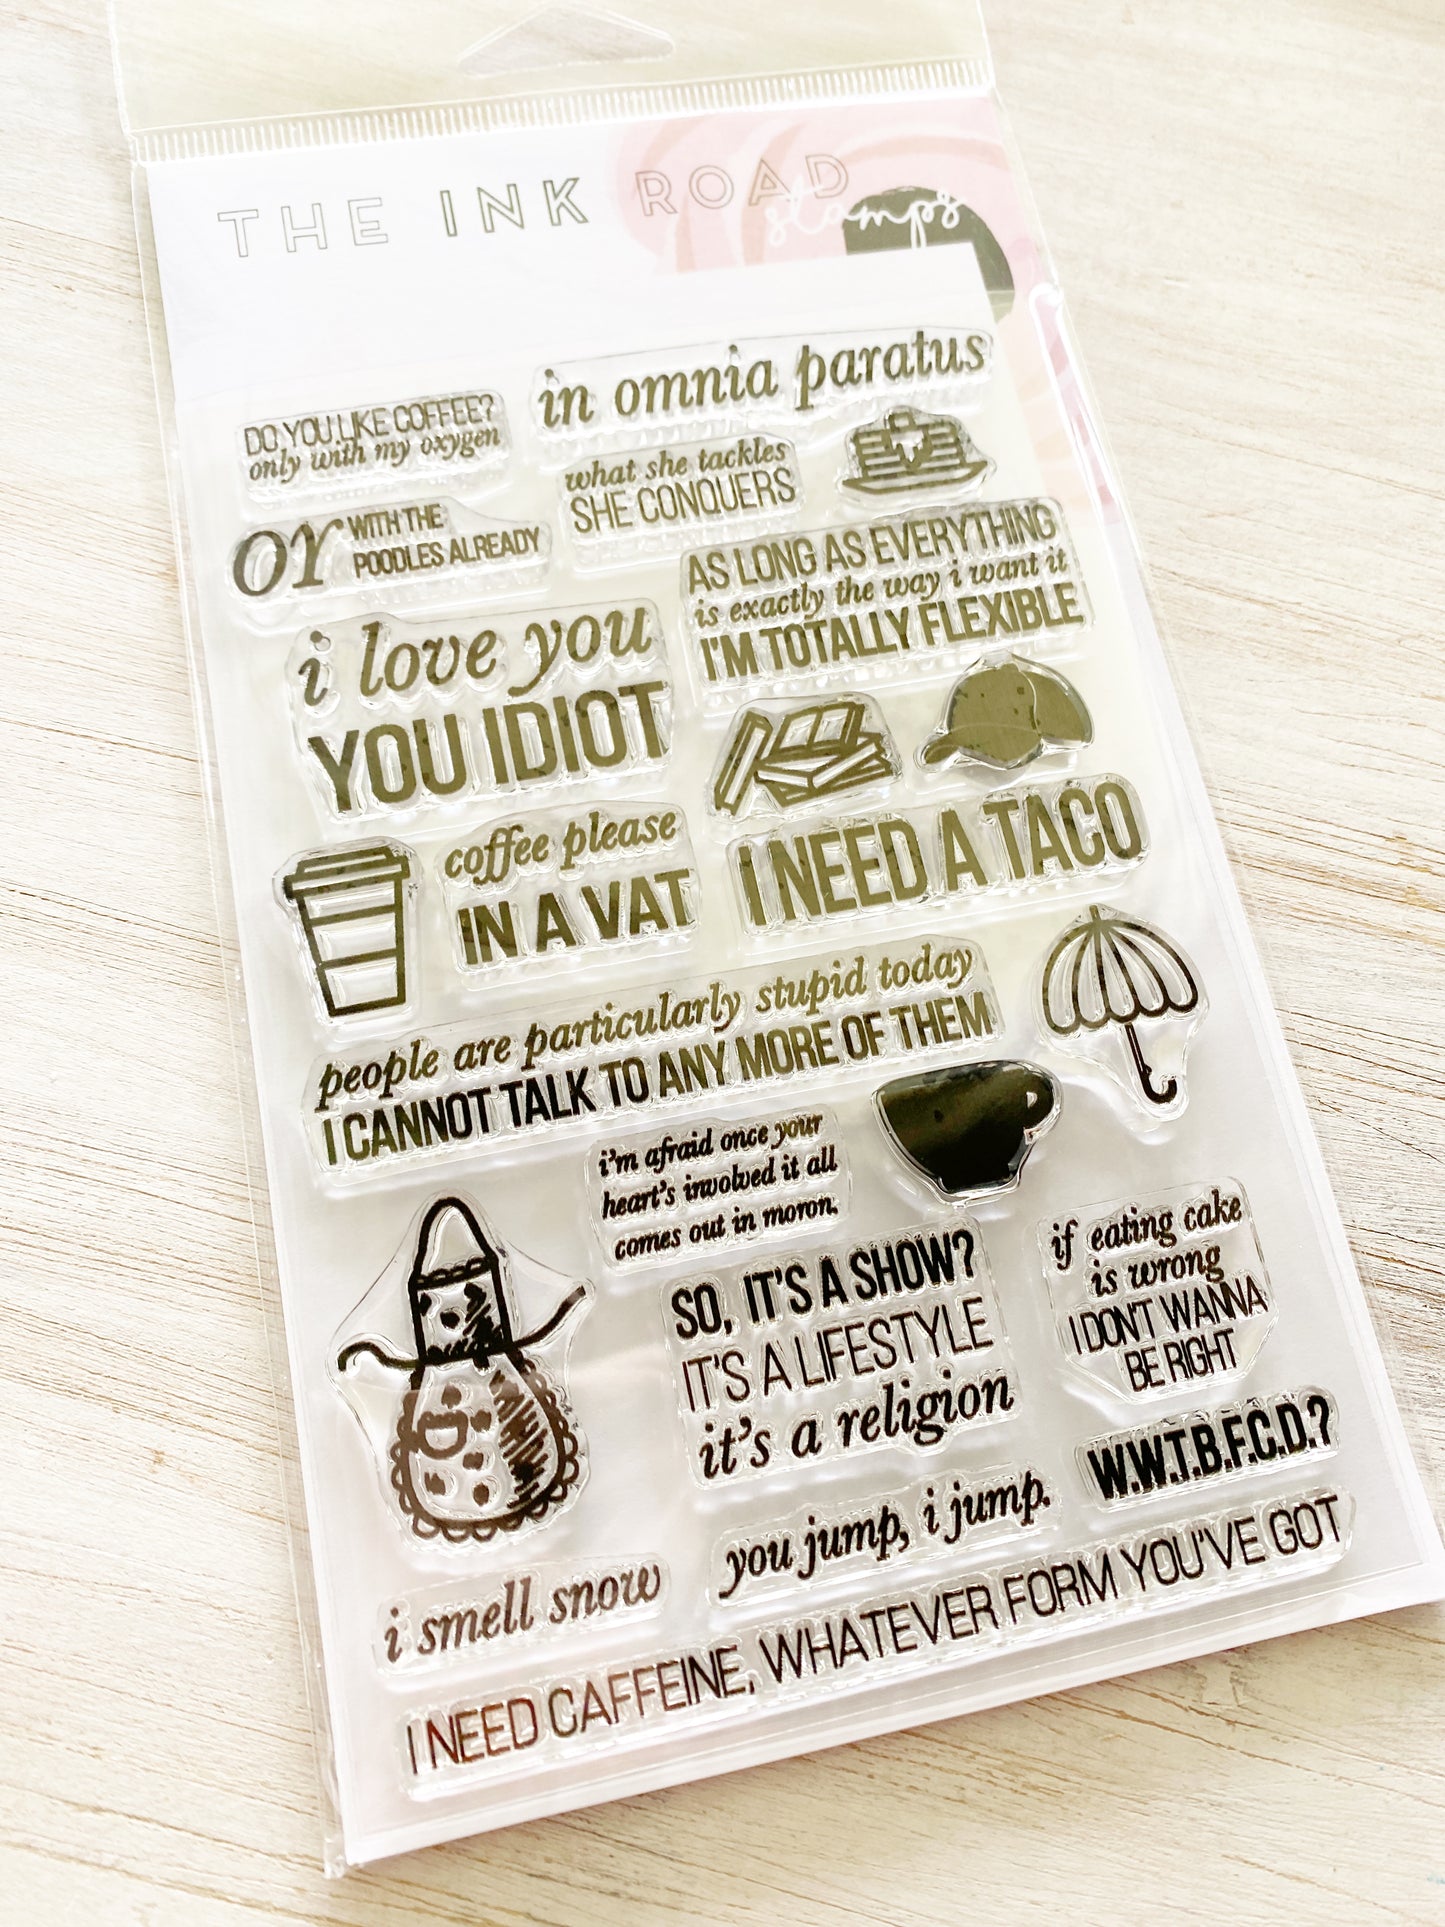 THE INK ROAD
stamps
in omnia paratus
DO YOU LIKE COFFEE?
only with my oxygen
what she tackles
SHE CONQUERS
OY WITH THE
POODLES ALREADY
AS LONG AS EVERYTHING
is exactly the way i want it
I'M TOTALLY FLEXIBLE
i love you
YOU IDIOT
coffee please
IN A VAT
I NEED A TACO
people are particularly stupid today
I CANNOT TALK TO ANY MORE OF THEM
i'm afraid once your
heart's involved it all
comes out in moron.
SO, IT'S A SHOW?
IT'S A LIFESTYLE
it's a religion
if eating cake
is wrong
I DON'T WANNA
BE RIGHT
W.W.T.B.F.C.D.?
you jump, i jump.
i smell snow
I NEED CAFFEINE, WHATEVER FORM YOU'VE GOT